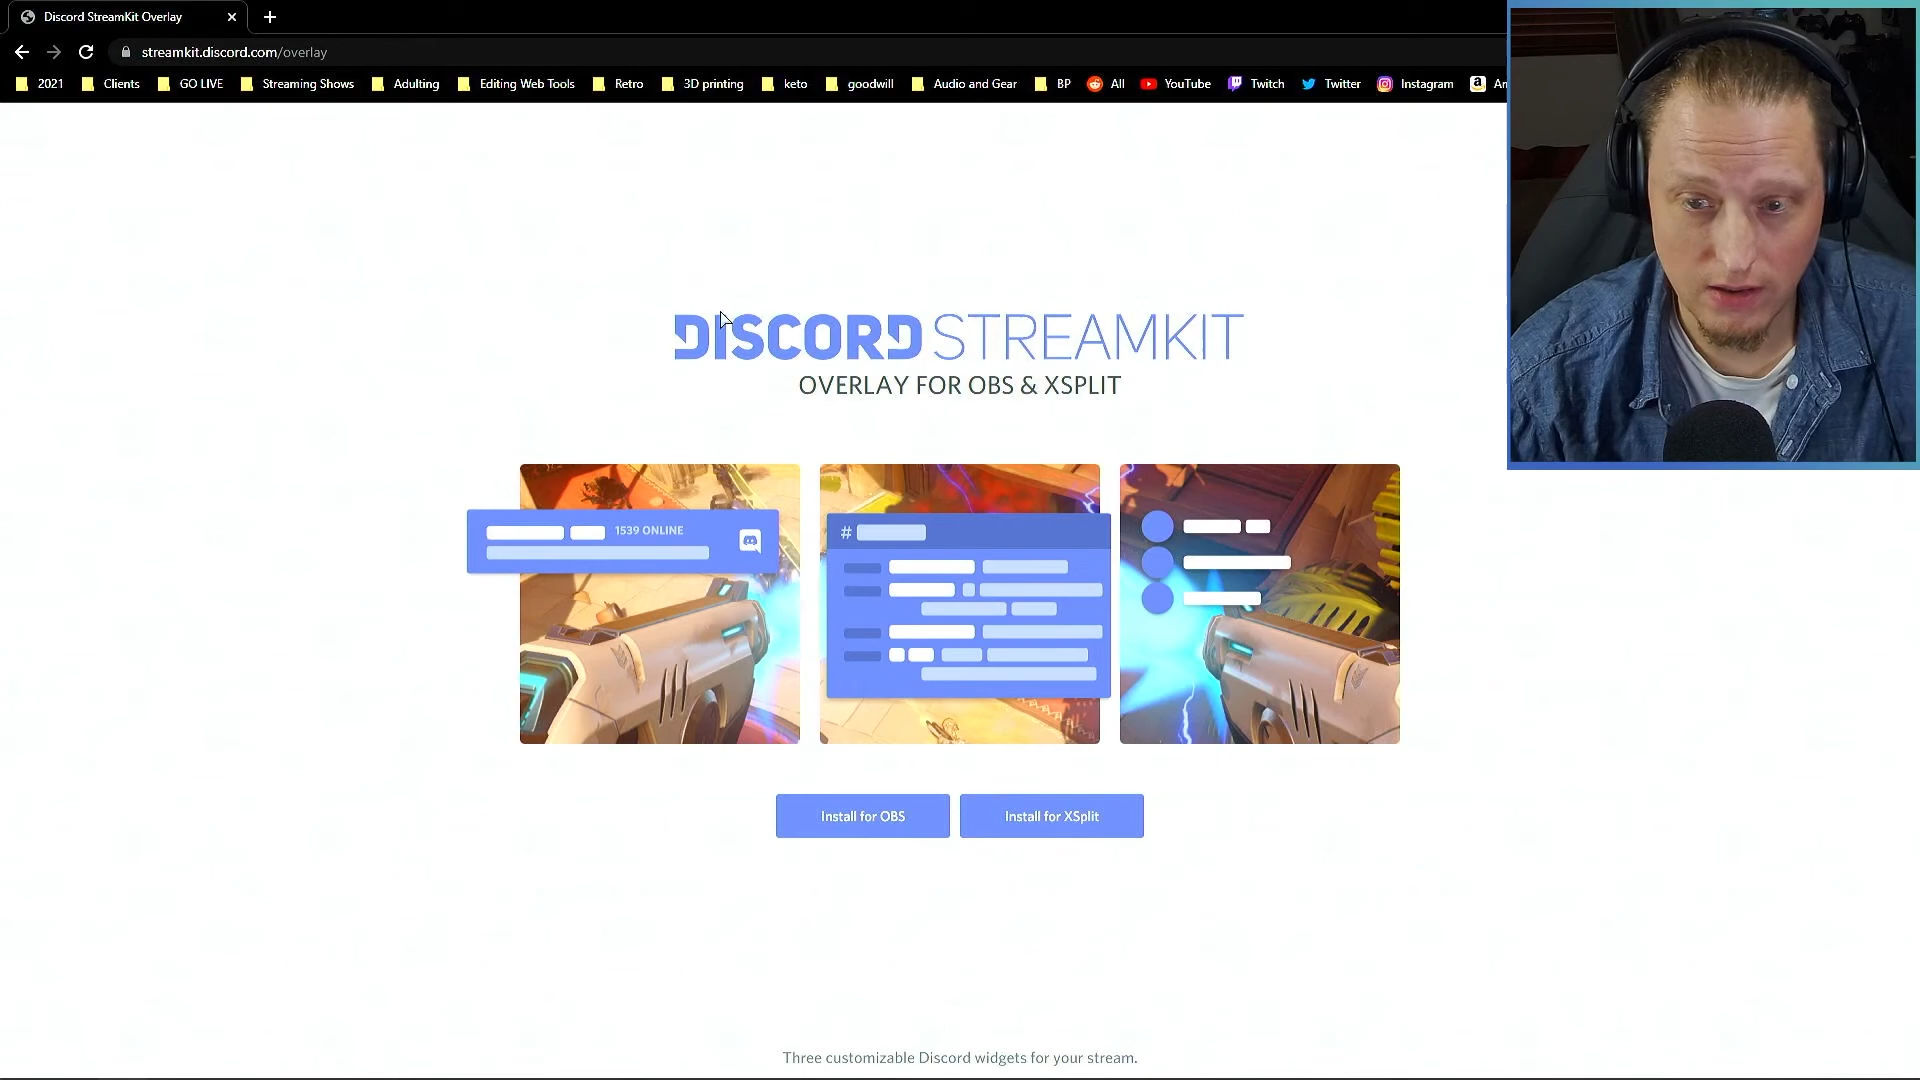 Discord StreamKit Overlay
streamkit.discord.com/overlay
2021 Clients GO LIVE Streaming Shows Adulting Editing Web Tools Retro 3D printing keto goodwill Audio and Gear BP All YouTube Twitch Twitter Instagram
DISCORD STREAMKIT
OVERLAY FOR OBS & XSPLIT
1539 ONLINE
#
Install for OBS Install for XSplit
Three customizable Discord widgets for your stream.